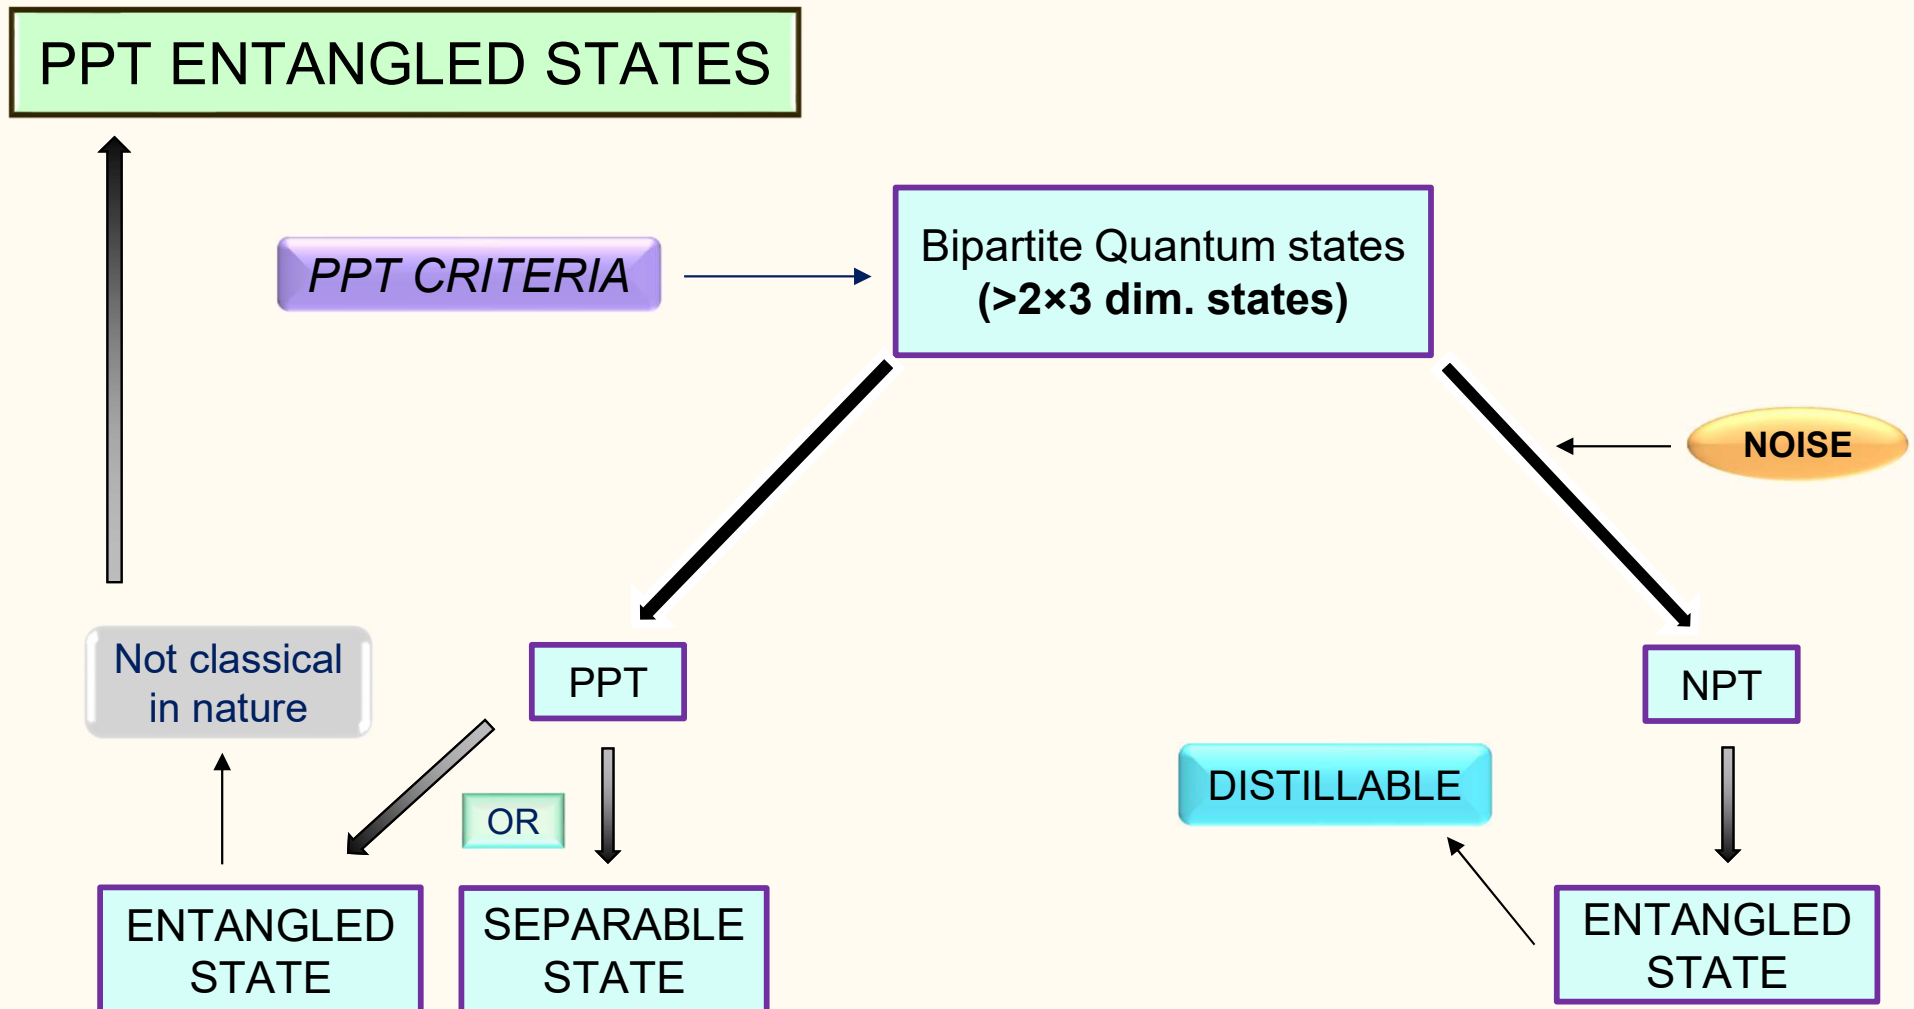 PPT ENTANGLED STATES
PPT CRITERIA
Bipartite Quantum states
(>2×3 dim. states)
NOISE
Not classical
in nature
PPT
NPT
OR
DISTILLABLE
ENTANGLED
STATE
SEPARABLE
STATE
ENTANGLED
STATE